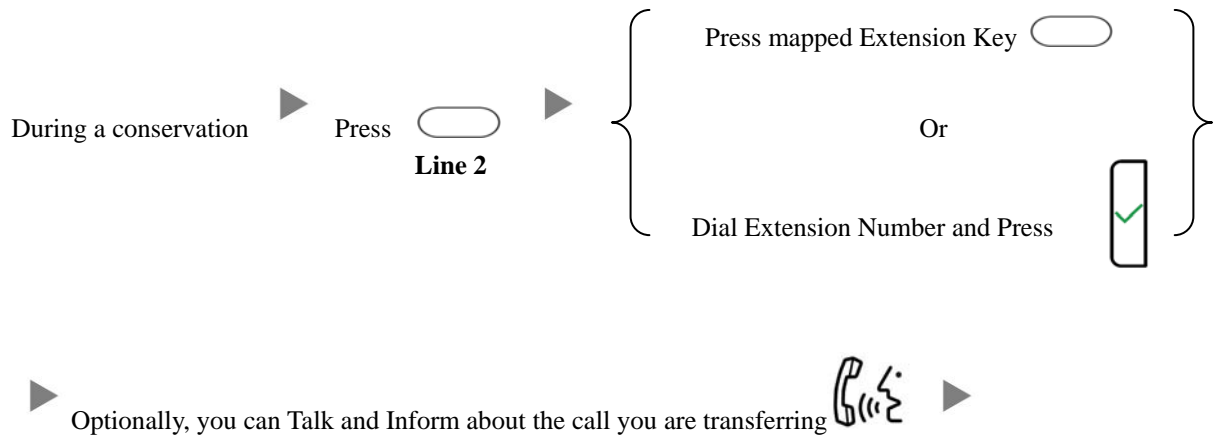 Press mapped Extension Key
During a conservation
Press
Or
Line 2
Dial Extension Number and Press
Optionally, you can Talk and Inform about the call you are transferring